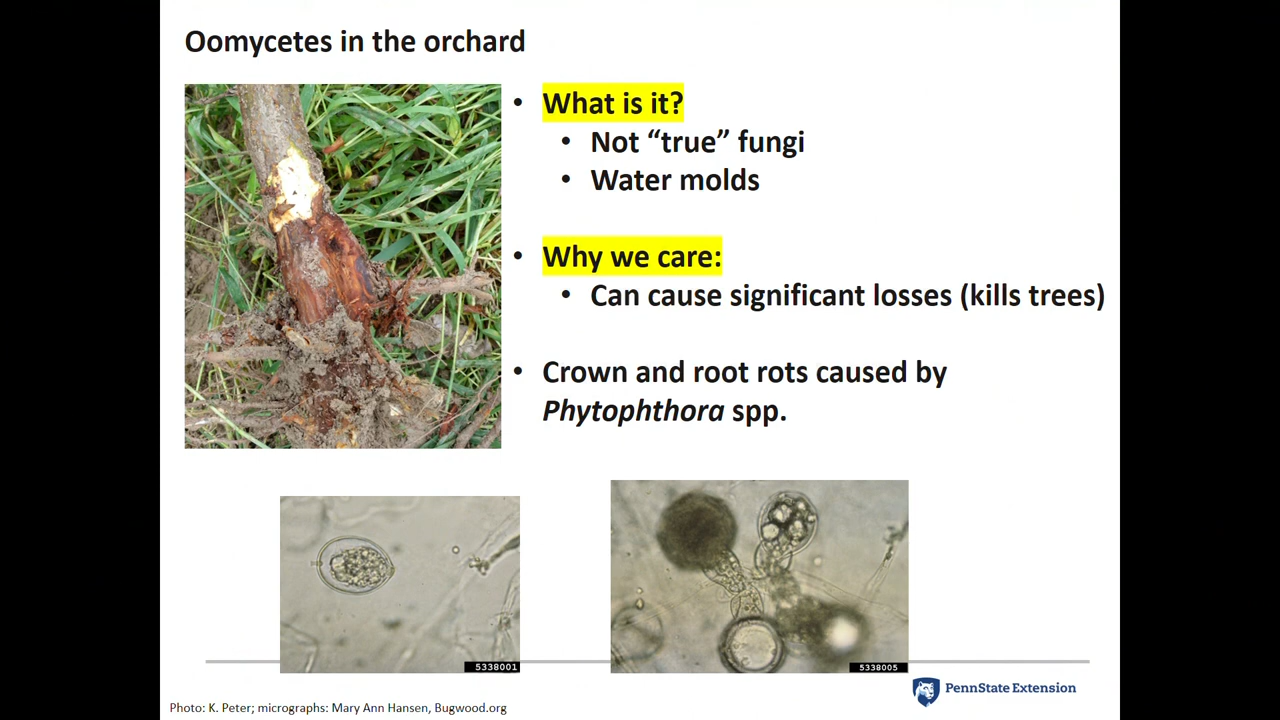 Oomycetes in the orchard
• What is it?
• Not “true” fungi
• Water molds
• Why we care:
• Can cause significant losses (kills trees)
• Crown and root rots caused by
Phytophthora spp.
5338001
5338005
PennState Extension
Photo: K. Peter; micrographs: Mary Ann Hansen, Bugwood.org